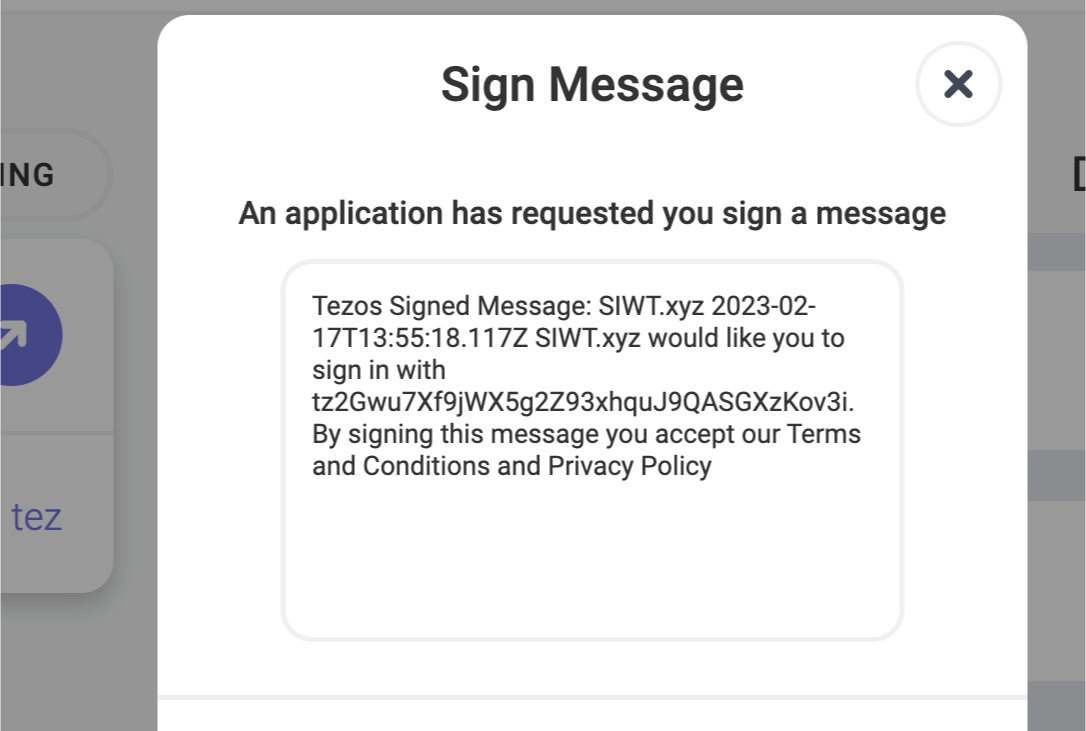 Sign Message
ING
An application has requested you sign a message
Tezos Signed Message: SIWT.xyz 2023-02-
17T13:55:18.117Z SIWT.xyz would like you to
sign in with
tz2Gwu7Xf9jWX5g2Z93xhquJ9QASGXzKov3i.
By signing this message you accept our Terms
and Conditions and Privacy Policy
tez